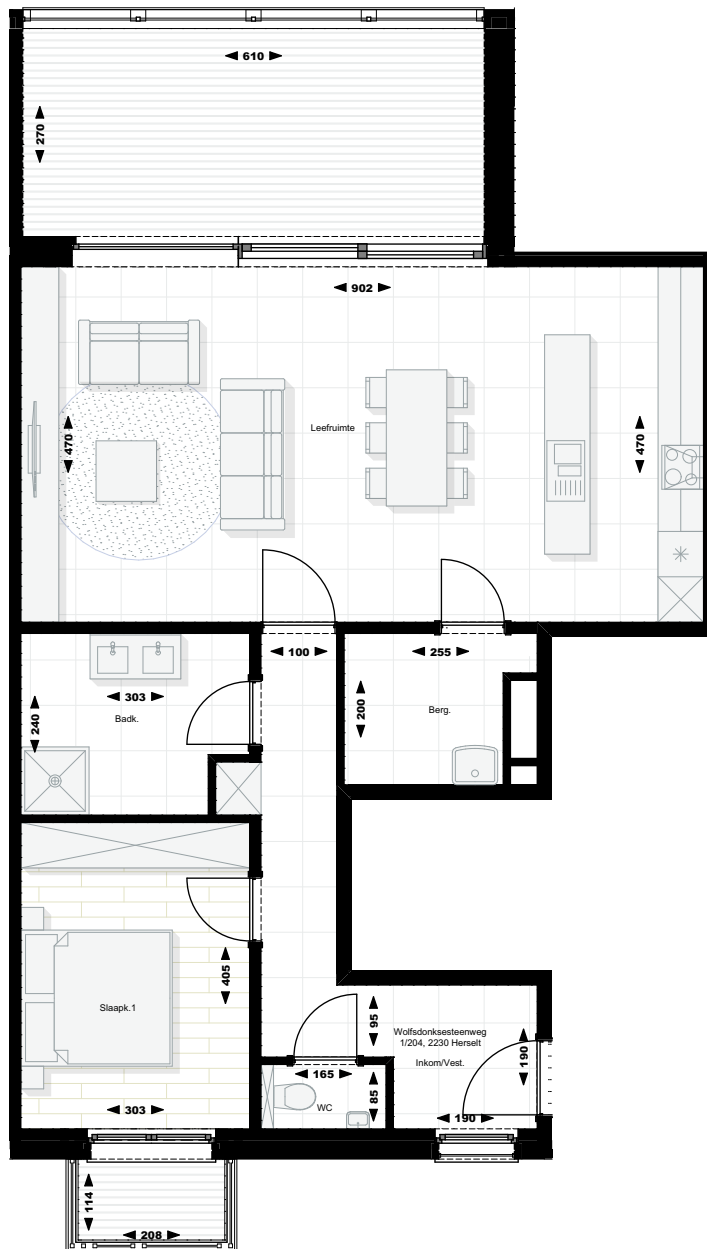 610
270
902
470
Leefruimte
470
100
255
303
240
Badk.
200
Berg.
405
Slaapk.1
95
Wolfsdonksesteenweg
1/204, 2230 Herselt
Inkom/Vest.
190
165
85
WC
303
190
114
208